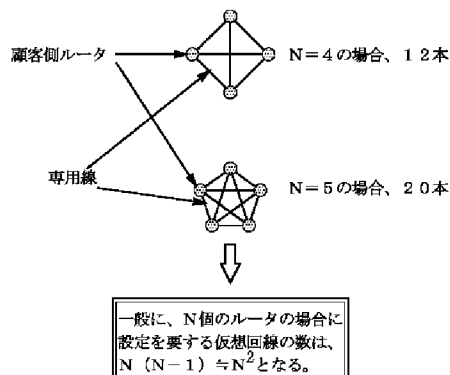 顧客側ルータ
N＝４の場合、１２本
専用線
N＝５の場合、２０本
一般に、N個のルータの場合に
設定を要する仮想回線の数は、
N（N－１）≒N²となる。